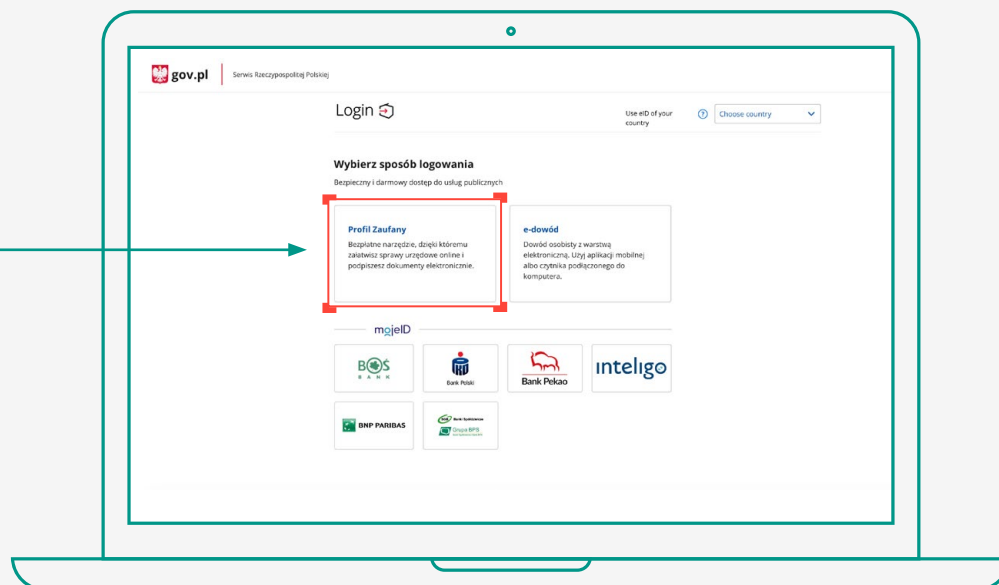 gov.pl
Serwis Rzeczypospolitej Polskiej
Login
Use eID of your
country
?
Choose country
Wybierz sposób logowania
Bezpieczny i darmowy dostęp do usług publicznych
Profil Zaufany
Bezpłatne narzędzie, dzięki któremu
załatwisz sprawy urzędowe online i
podpiszesz dokumenty elektronicznie.
e-dowód
Dowód osobisty z warstwą
elektroniczną. Użyj aplikacji mobilnej
albo czytnika podłączonego do
komputera.
mojeID
BOŚ
BANK
Bank Polski
Bank Pekao
inteligo
BNP PARIBAS
Banki Spółdzielcze
Grupa BPS